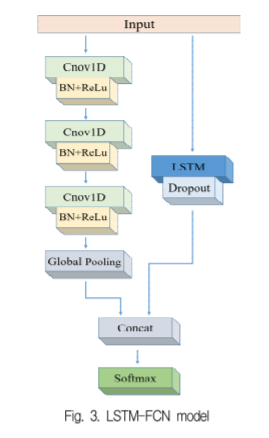 Input
Cnov1D
BN+ReLu
Cnov1D
BN+ReLu
LSTM
Dropout
Cnov1D
BN+ReLu
Global Pooling
Concat
Softmax
Fig. 3. LSTM-FCN model